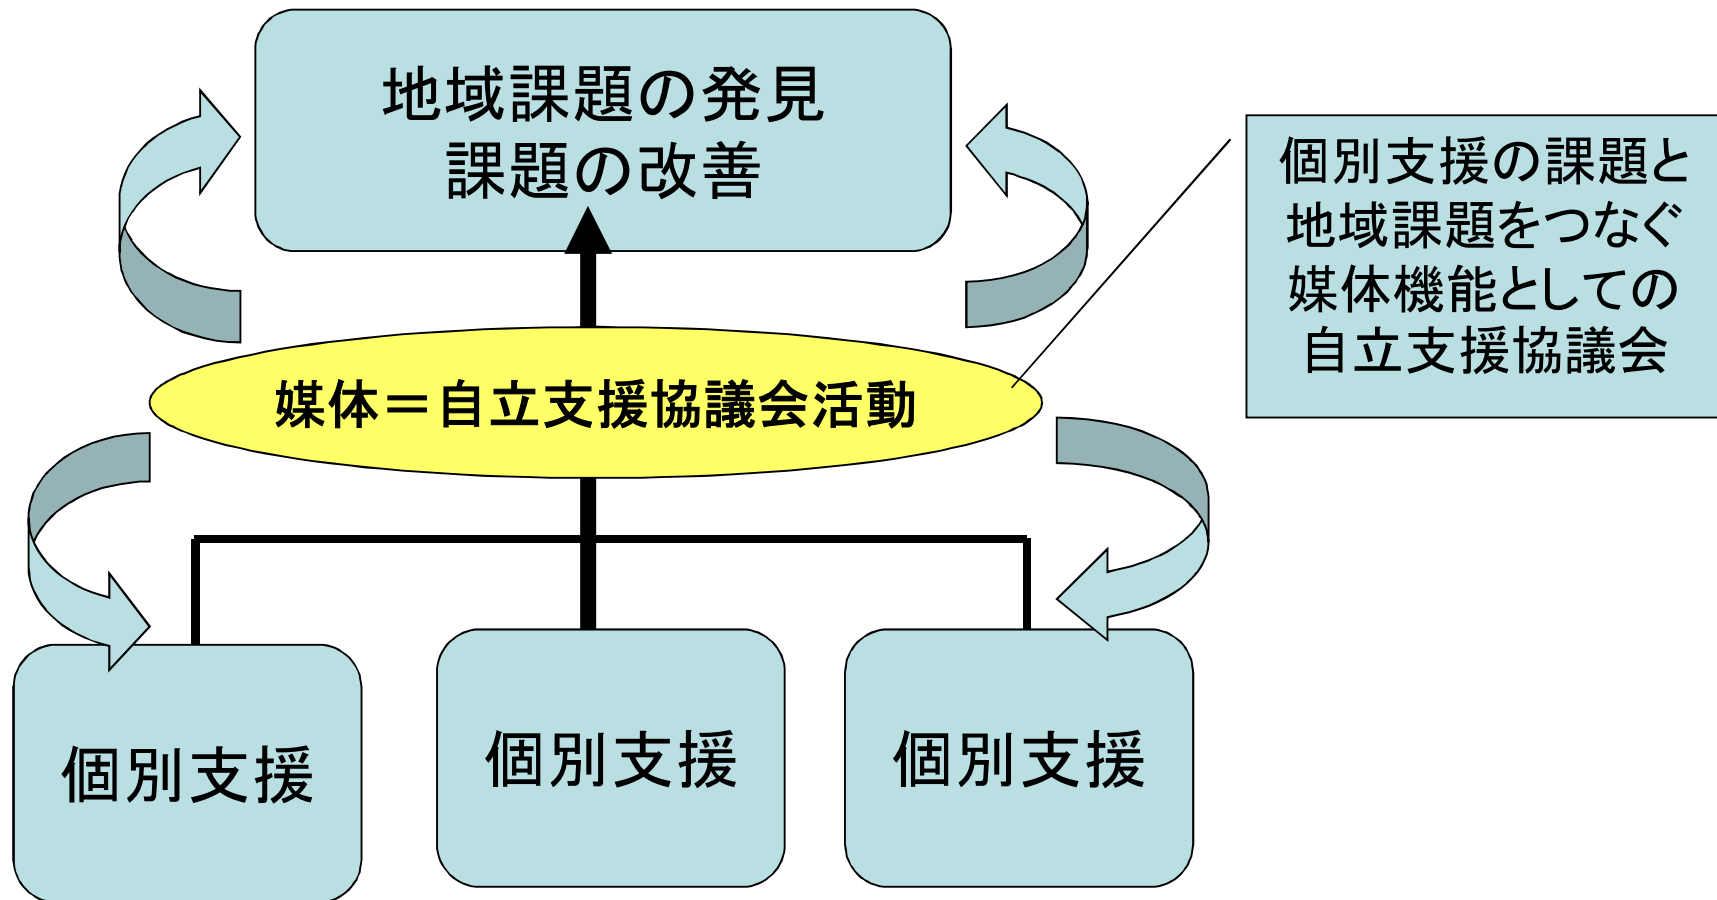 地域課題の発見
課題の改善
個別支援の課題と
地域課題をつなぐ
媒体機能としての
自立支援協議会
媒体＝自立支援協議会活動
個別支援
個別支援
個別支援